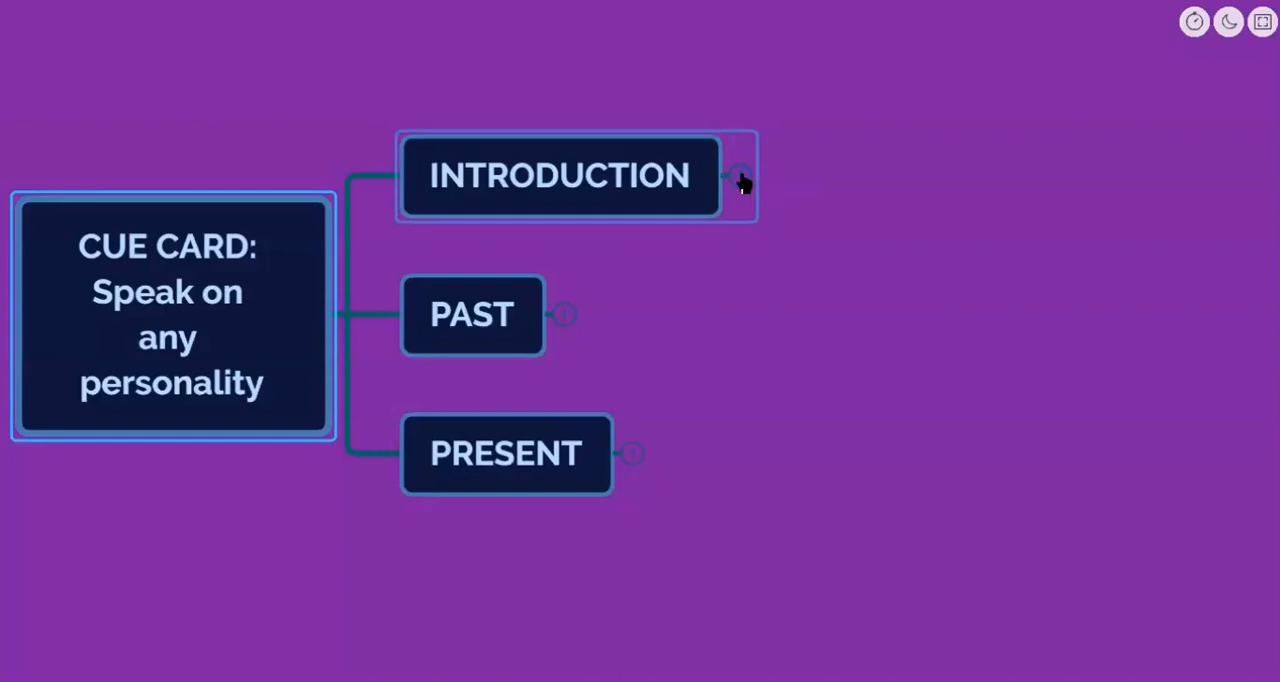 CUE CARD:
Speak on
any
personality
INTRODUCTION
PAST
PRESENT